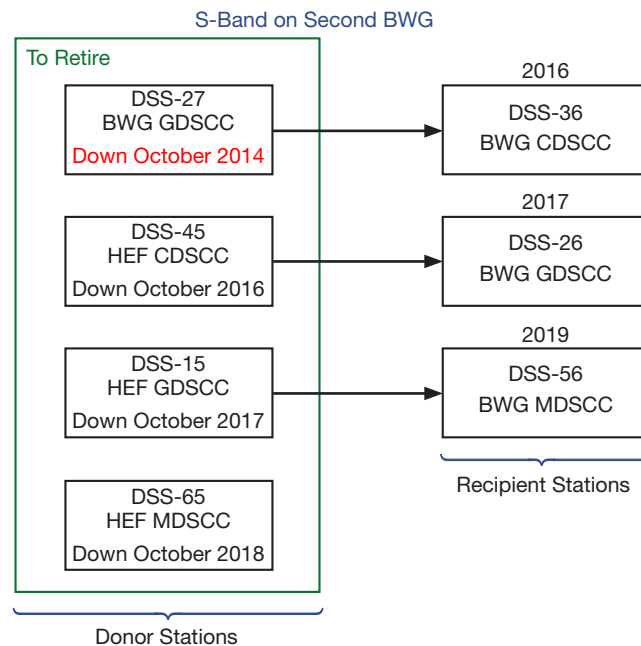 S-Band on Second BWG
To Retire
DSS-27
BWG GDSCC
Down October 2014
2016
DSS-36
BWG CDSCC
DSS-45
HEF CDSCC
Down October 2016
2017
DSS-26
BWG GDSCC
DSS-15
HEF GDSCC
Down October 2017
2019
DSS-56
BWG MDSCC
DSS-65
HEF MDSCC
Down October 2018
Recipient Stations
Donor Stations